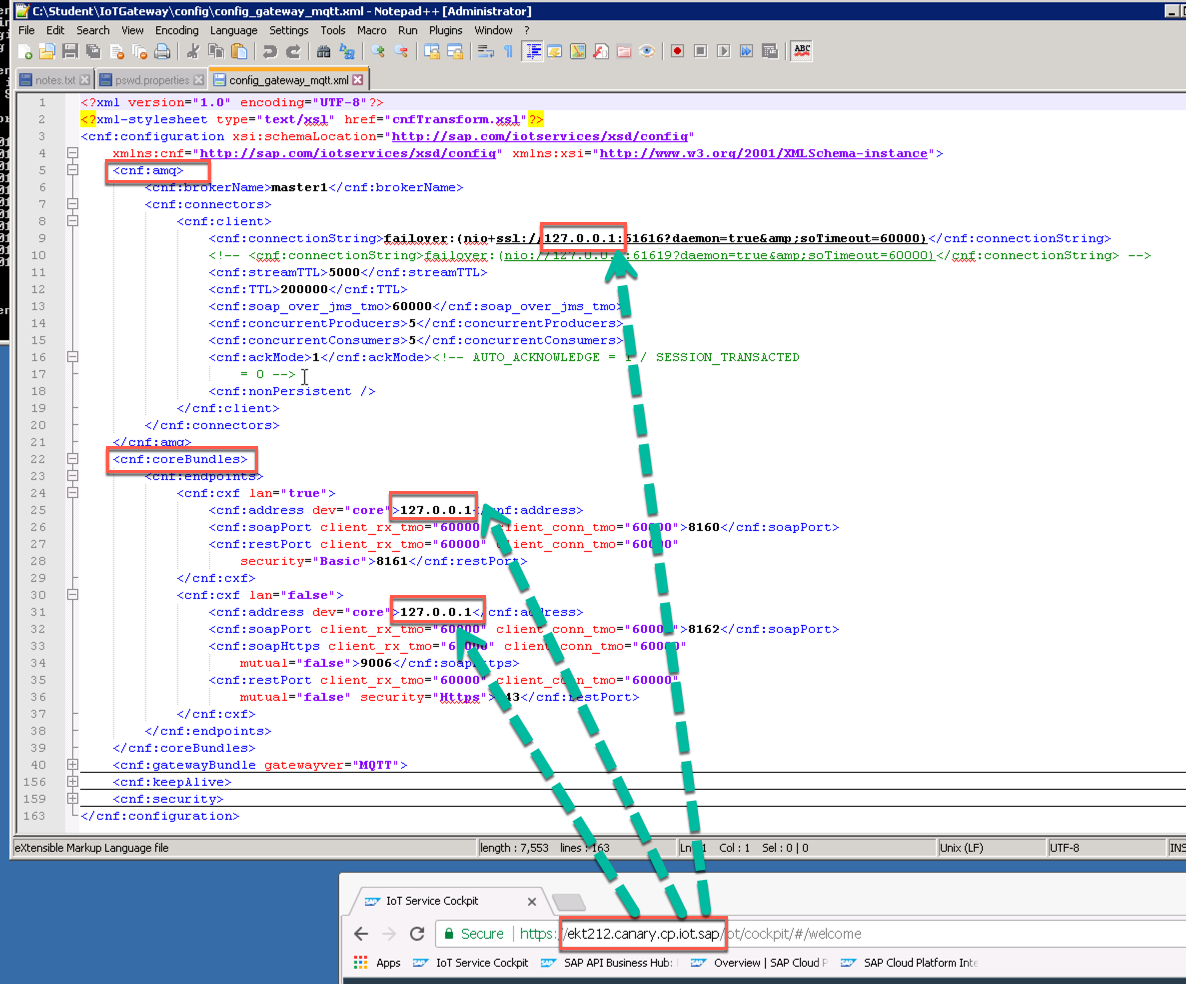 C:\Student\IoTGateway\config\config_gateway_mqtt.xml - Notepad++ [Administrator]
File Edit Search View Encoding Language Settings Tools Macro Run Plugins Window ?
ABC
notes.txt pswd.properties config_gateway_mqtt.xml
1 <?xml version="1.0" encoding="UTF-8"?>
2 <?xml-stylesheet type="text/xsl" href="cnfTransform.xsl"?>
3 <cnf:configuration xsi:schemaLocation="http://sap.com/iotservices/xsd/config"
4 xmlns:cnf="http://sap.com/iotservices/xsd/config" xmlns:xsi="http://www.w3.org/2001/XMLSchema-instance">
5 <cnf:amq>
6 <cnf:brokerName>master1</cnf:brokerName>
7 <cnf:connectors>
8 <cnf:client>
9 <cnf:connectionString>failover:(nio+ssl://127.0.0.1:61616?daemon=true&amp;soTimeout=60000)</cnf:connectionString>
10 <!-- <cnf:connectionString>failover:(nio://127.0.0.1:61619?daemon=true&amp;soTimeout=60000)</cnf:connectionString> -->
11 <cnf:streamTTL>5000</cnf:streamTTL>
12 <cnf:TTL>200000</cnf:TTL>
13 <cnf:soap_over_jms_tmo>60000</cnf:soap_over_jms_tmo>
14 <cnf:concurrentProducers>5</cnf:concurrentProducers>
15 <cnf:concurrentConsumers>5</cnf:concurrentConsumers>
16 <cnf:ackMode>1</cnf:ackMode><!-- AUTO_ACKNOWLEDGE = 1 / SESSION_TRANSACTED
17 = 0 -->
18 <cnf:nonPersistent />
19 </cnf:client>
20 </cnf:connectors>
21 </cnf:amq>
22 <cnf:coreBundles>
23 <cnf:endpoints>
24 <cnf:cxf lan="true">
25 <cnf:address dev="core">127.0.0.1</cnf:address>
26 <cnf:soapPort client_rx_tmo="60000" client_conn_tmo="60000">8160</cnf:soapPort>
27 <cnf:restPort client_rx_tmo="60000" client_conn_tmo="60000"
28 security="Basic">8161</cnf:restPort>
29 </cnf:cxf>
30 <cnf:cxf lan="false">
31 <cnf:address dev="core">127.0.0.1</cnf:address>
32 <cnf:soapPort client_rx_tmo="60000" client_conn_tmo="60000">8162</cnf:soapPort>
33 <cnf:soapHttps client_rx_tmo="60000" client_conn_tmo="60000"
34 mutual="false">9006</cnf:soapHttps>
35 <cnf:restPort client_rx_tmo="60000" client_conn_tmo="60000"
36 mutual="false" security="Https"> 43</cnf:restPort>
37 </cnf:cxf>
38 </cnf:endpoints>
39 </cnf:coreBundles>
40 <cnf:gatewayBundle gatewayver="MQTT">
156 <cnf:keepAlive>
159 <cnf:security>
163 </cnf:configuration>
eXtensible Markup Language file length : 7,553 lines : 163 Ln : 1 Col : 1 Sel : 0 | 0 Unix (LF) UTF-8 INS
IoT Service Cockpit
Secure https://ekt212.canary.cp.iot.sap/iot/cockpit/#/welcome
Apps IoT Service Cockpit SAP API Business Hub: Overview | SAP Cloud P SAP Cloud Platform Inte